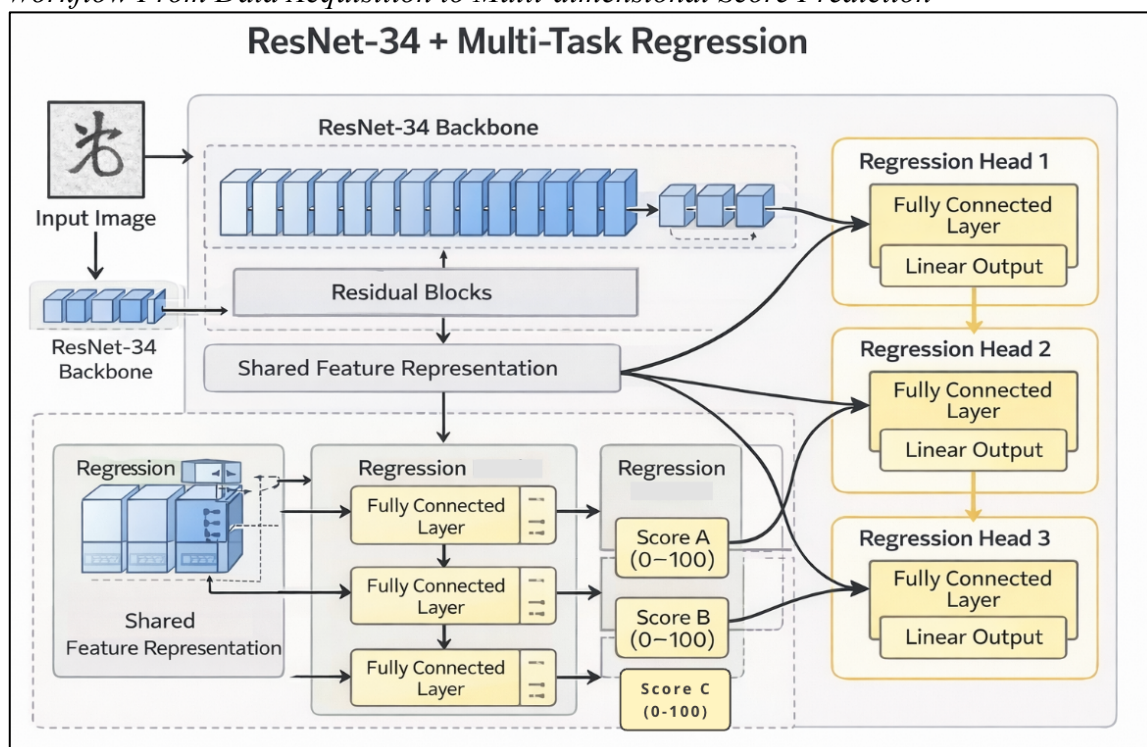 Workflow From Data Acquisition to Multi-dimensional Score Prediction
ResNet-34 + Multi-Task Regression
Input Image
ResNet-34
Backbone
ResNet-34 Backbone
Residual Blocks
Shared Feature Representation
Regression
Shared
Feature Representation
Regression
Fully Connected
Layer
Fully Connected
Layer
Fully Connected
Layer
Regression
Score A
(0–100)
Score B
(0–100)
Score C
(0-100)
Regression Head 1
Fully Connected
Layer
Linear Output
Regression Head 2
Fully Connected
Layer
Linear Output
Regression Head 3
Fully Connected
Layer
Linear Output